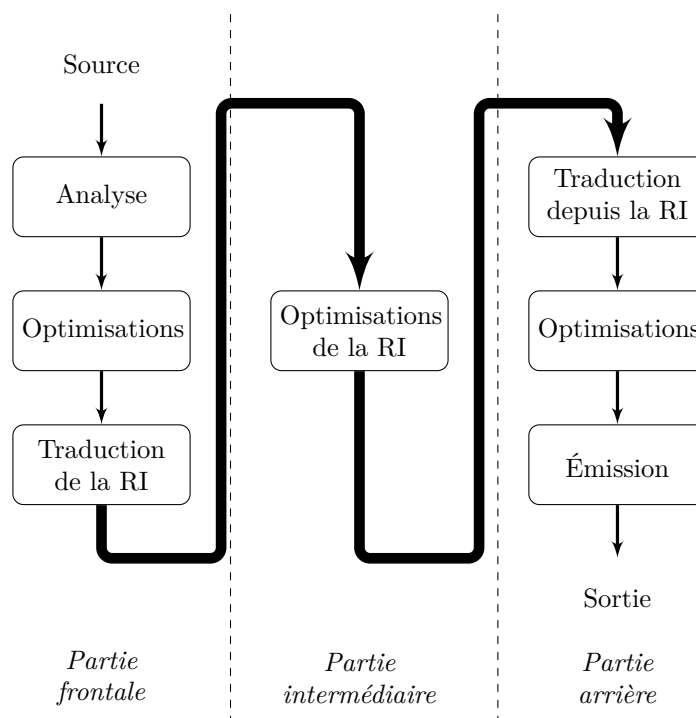 Source
Analyse
Optimisations
Traduction
de la RI
Partie
frontale
Optimisations
de la RI
Partie
intermédiaire
Traduction
depuis la RI
Optimisations
Émission
Sortie
Partie
arrière